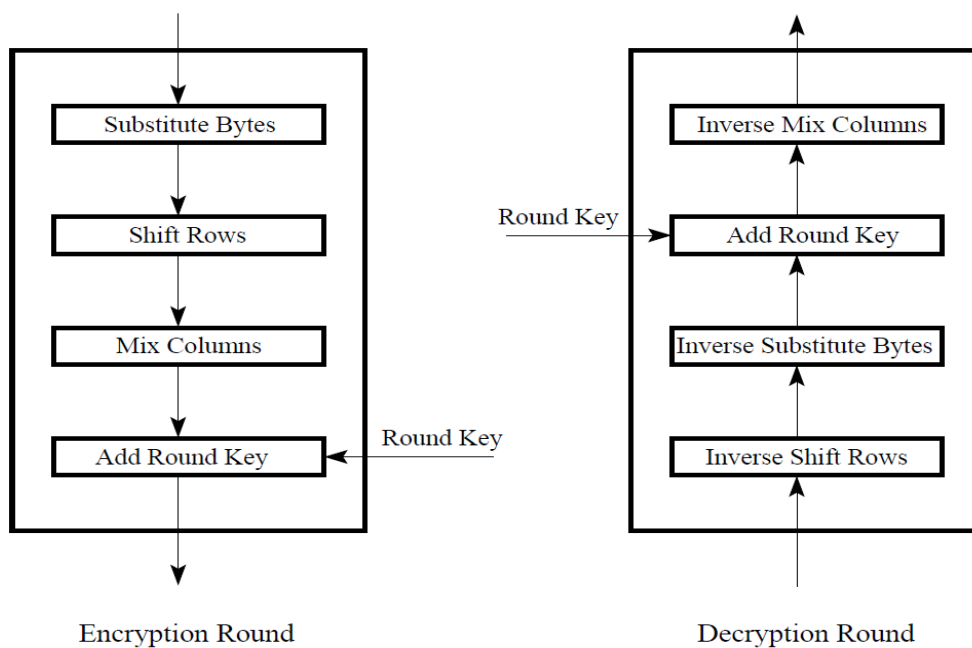 Substitute Bytes
Shift Rows
Mix Columns
Add Round Key
Round Key
Encryption Round
Inverse Mix Columns
Round Key
Add Round Key
Inverse Substitute Bytes
Inverse Shift Rows
Decryption Round